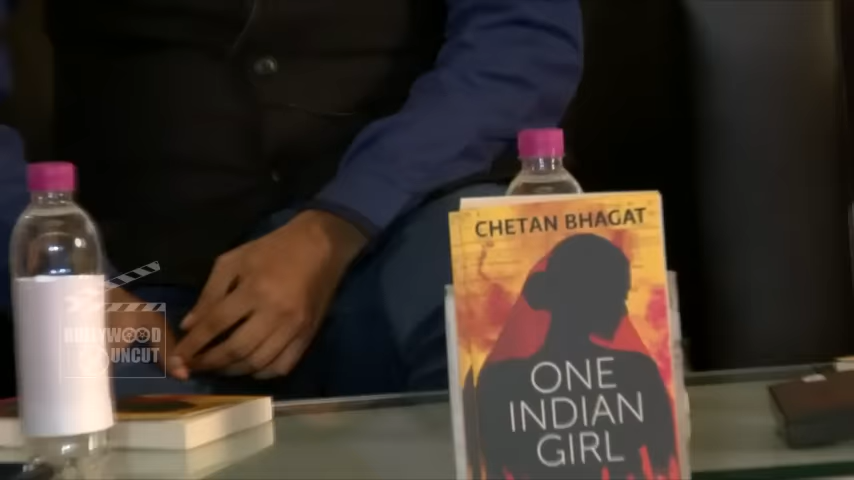 CHETAN BHAGAT
ONE
INDIAN
GIRL
BOLLYWOOD
UNCUT